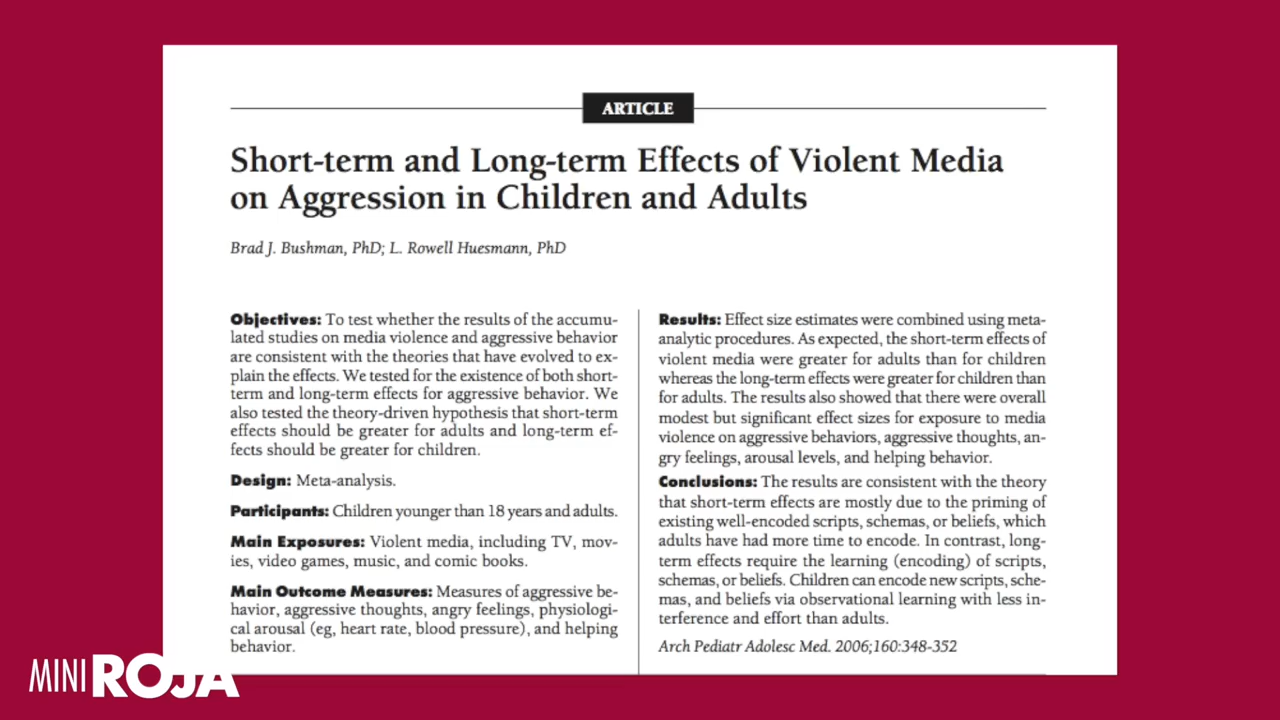 ARTICLE
Short-term and Long-term Effects of Violent Media
on Aggression in Children and Adults
Brad J. Bushman, PhD; L. Rowell Huesmann, PhD
Objectives: To test whether the results of the accumu-
lated studies on media violence and aggressive behavior
are consistent with the theories that have evolved to ex-
plain the effects. We tested for the existence of both short-
term and long-term effects for aggressive behavior. We
also tested the theory-driven hypothesis that short-term
effects should be greater for adults and long-term ef-
fects should be greater for children.
Design: Meta-analysis.
Participants: Children younger than 18 years and adults.
Main Exposures: Violent media, including TV, mov-
ies, video games, music, and comic books.
Main Outcome Measures: Measures of aggressive be-
havior, aggressive thoughts, angry feelings, physiologi-
cal arousal (eg, heart rate, blood pressure), and helping
behavior.
Results: Effect size estimates were combined using meta-
analytic procedures. As expected, the short-term effects of
violent media were greater for adults than for children
whereas the long-term effects were greater for children than
for adults. The results also showed that there were overall
modest but significant effect sizes for exposure to media
violence on aggressive behaviors, aggressive thoughts, an-
gry feelings, arousal levels, and helping behavior.
Conclusions: The results are consistent with the theory
that short-term effects are mostly due to the priming of
existing well-encoded scripts, schemas, or beliefs, which
adults have had more time to encode. In contrast, long-
term effects require the learning (encoding) of scripts,
schemas, or beliefs. Children can encode new scripts, sche-
mas, and beliefs via observational learning with less in-
terference and effort than adults.
Arch Pediatr Adolesc Med. 2006;160:348-352
MINI ROJA